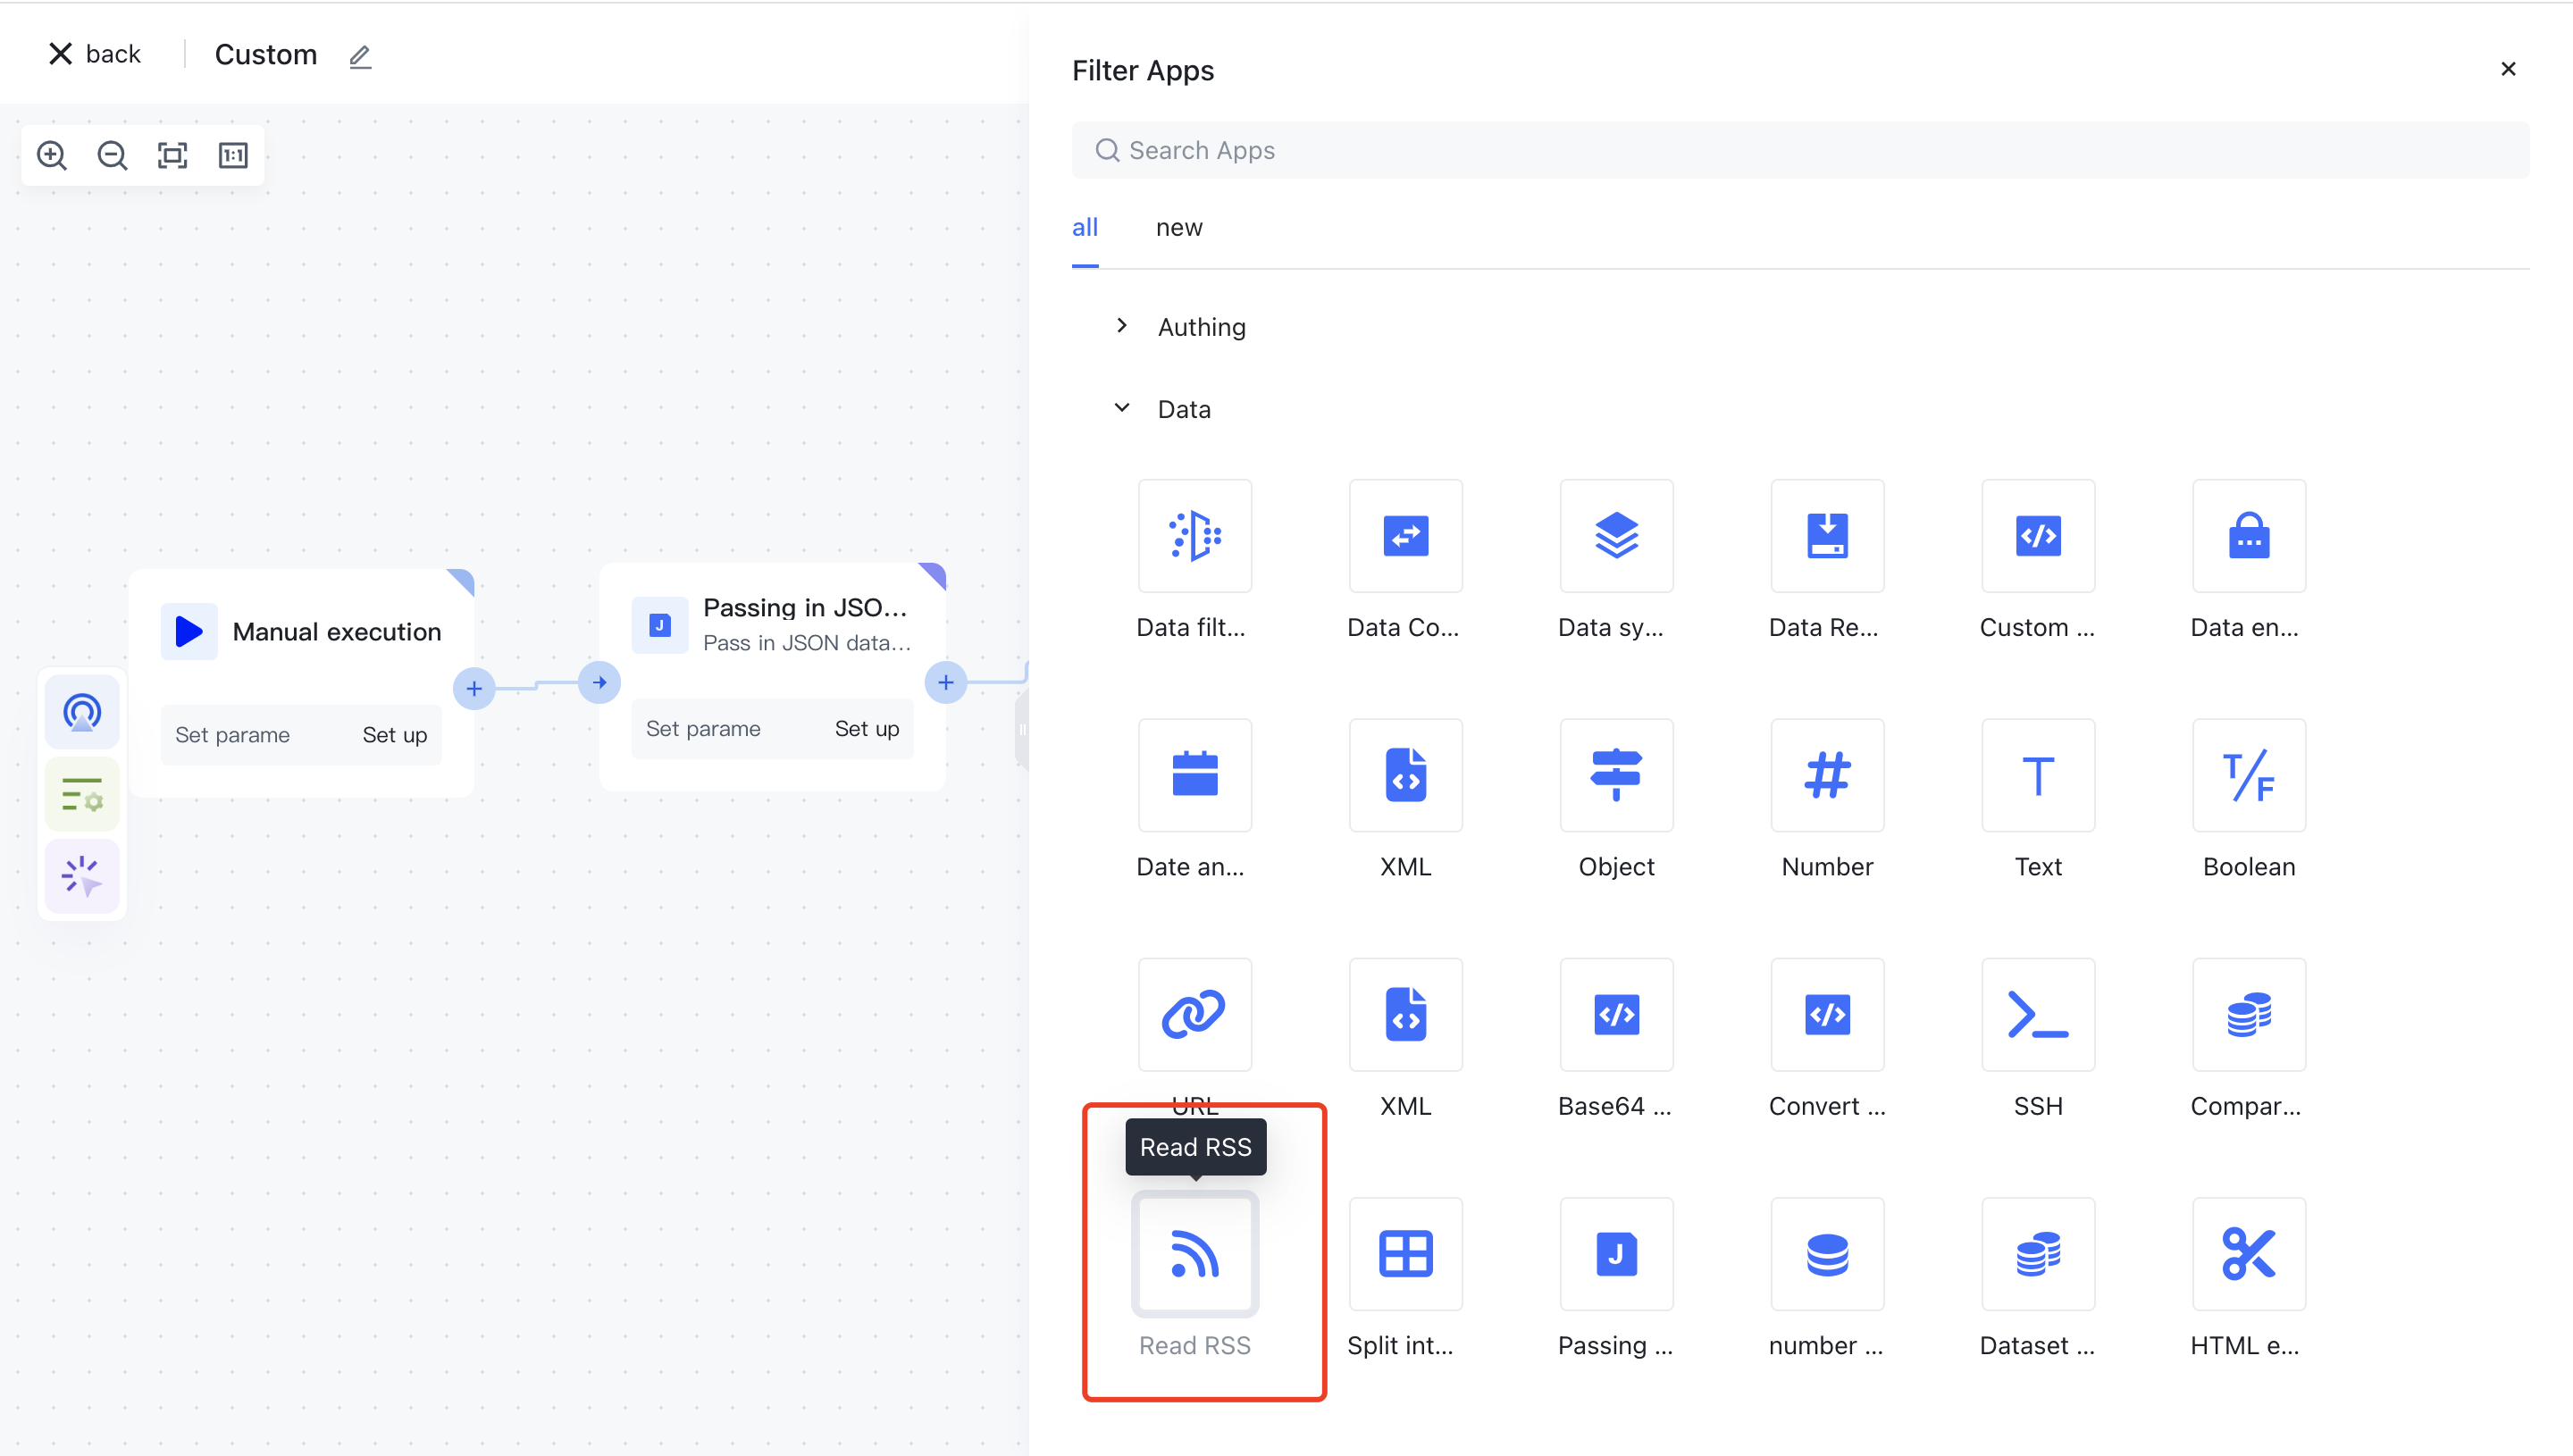 back
Custom
1:1
Manual execution
Set parame
Set up
J
Passing in JSO...
Pass in JSON data...
Set parame
Set up
Filter Apps
Search Apps
all
new
Authing
Data
Data filt...
Data Co...
Data sy...
Data Re...
Custom ...
Data en...
T
T/F
Date an...
XML
Object
Number
Text
Boolean
URL
XML
Base64 ...
Convert ...
SSH
Compar...
Read RSS
J
Read RSS
Split int...
Passing ...
number ...
Dataset ...
HTML e...